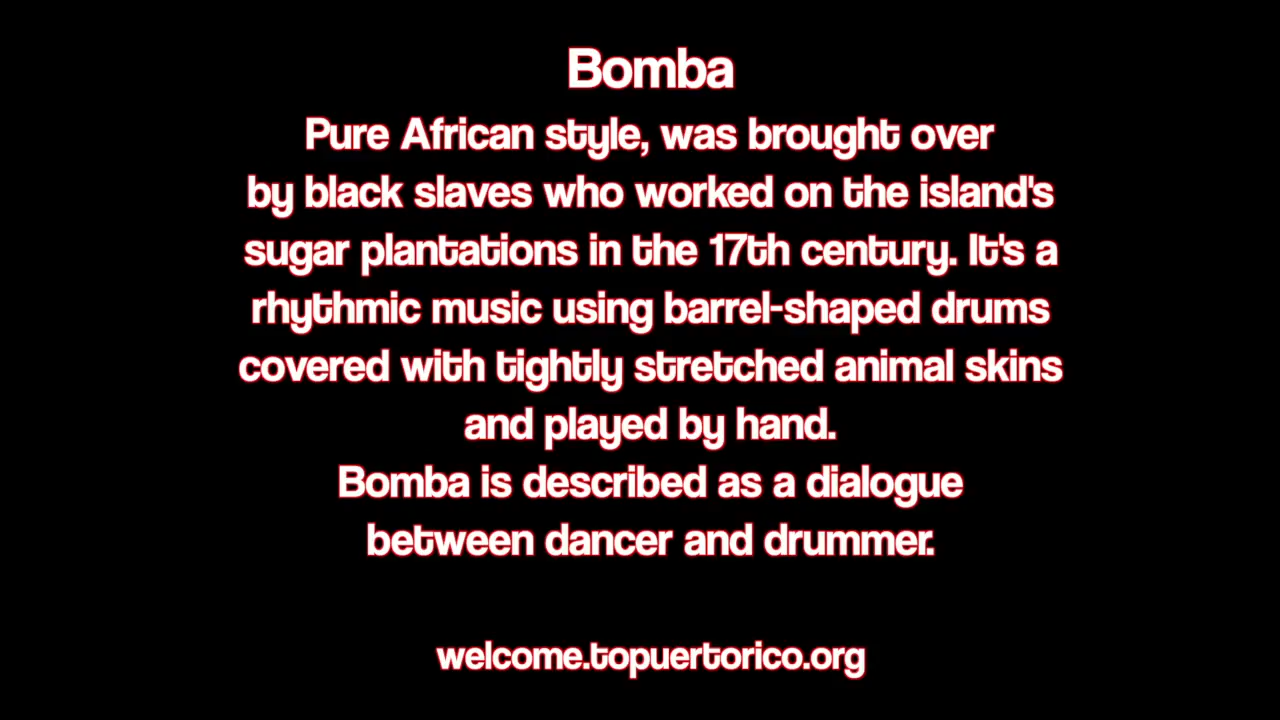 Bomba
Pure African style, was brought over
by black slaves who worked on the island's
sugar plantations in the 17th century. It's a
rhythmic music using barrel-shaped drums
covered with tightly stretched animal skins
and played by hand.
Bomba is described as a dialogue
between dancer and drummer.
welcome.topuertorico.org